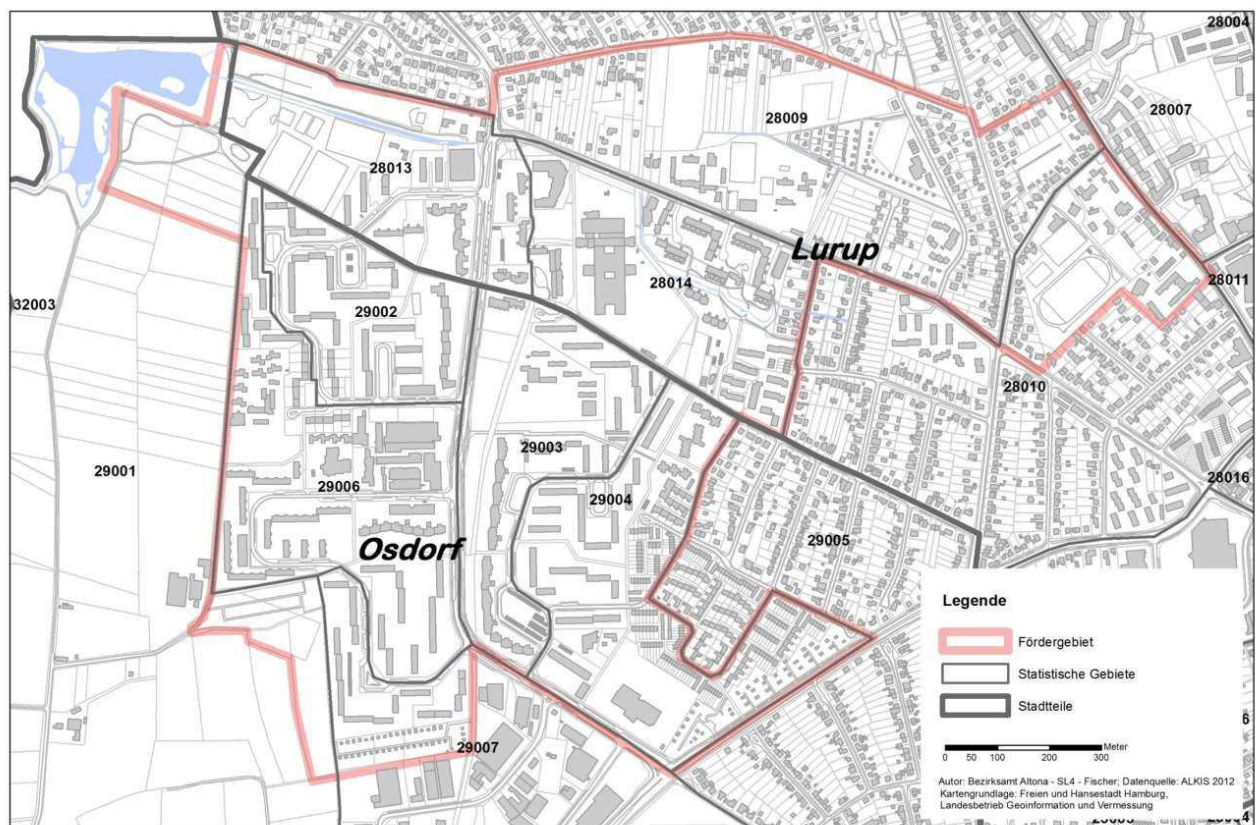 28004
28009
28007
28013
Lurup
28011
32003
28014
29002
28010
29003
29001
29006
29004
28016
Osdorf
29005
29007
Legende
Fördergebiet
Statistische Gebiete
Stadtteile
Meter
0 50 100 200 300
Autor: Bezirksamt Altona - SL4 - Fischer; Datenquelle: ALKIS 2012
Kartengrundlage: Freien und Hansestadt Hamburg,
Landesbetrieb Geoinformation und Vermessung